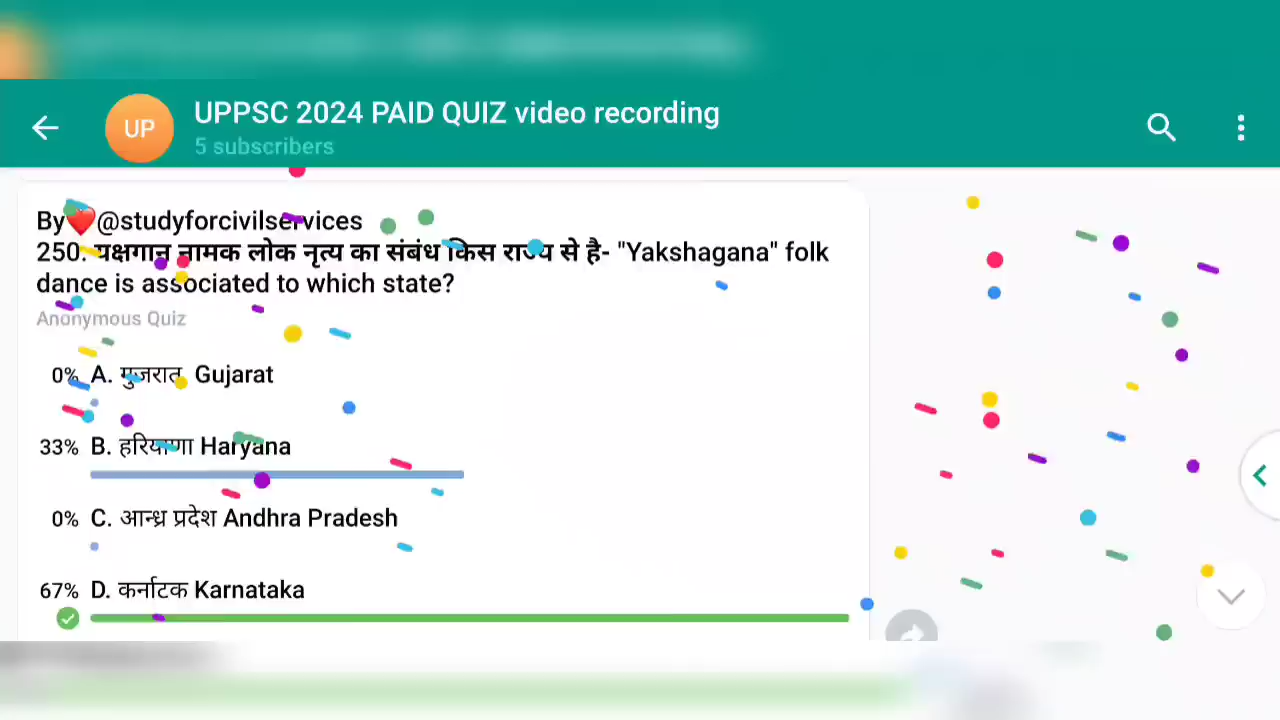 UP
UPPSC 2024 PAID QUIZ video recording
5 subscribers
By❤️@studyforcivilservices
250. यक्षगान नामक लोक नृत्य का संबंध किस राज्य से है- "Yakshagana" folk
dance is associated to which state?
Anonymous Quiz
0% A. गुजरात Gujarat
33% B. हरियाणा Haryana
0% C. आन्ध्र प्रदेश Andhra Pradesh
67% D. कर्नाटक Karnataka